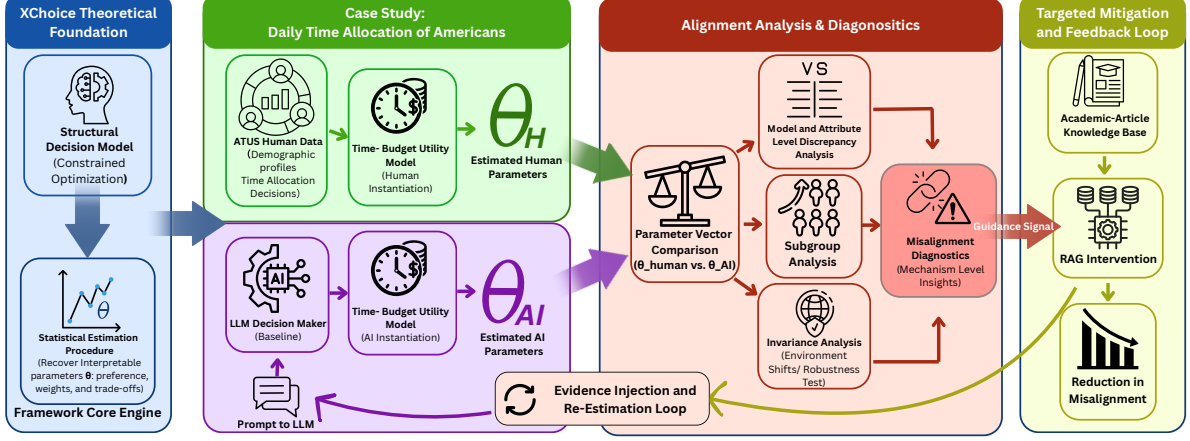 XChoice Theoretical
Foundation
Structural
Decision Model
(Constrained
Optimization)
θ
Statistical Estimation
Procedure
(Recover Interpretable
parameters θ: preference,
weights, and trade-offs)
Framework Core Engine
Case Study:
Daily Time Allocation of Americans
ATUS Human Data
(Demographic
profiles
Time Allocation
Decisions)
$
Time- Budget Utility
Model
(Human
Instantiation)
θH
Estimated Human
Parameters
AI
LLM Decision Maker
(Baseline)
$
Time- Budget Utility
Model
(AI Instantiation)
θAI
Estimated AI
Parameters
Prompt to LLM
Alignment Analysis & Diagonositics
Parameter Vector
Comparison
(θ_human vs. θ_AI)
VS
Model and Attribute
Level Discrepancy
Analysis
Subgroup
Analysis
Invariance Analysis
(Environment
Shifts/ Robustness
Test)
Misalignment
Diagnostics
(Mechanism Level
Insights)
Guidance Signal
Evidence Injection and
Re-Estimation Loop
Targeted Mitigation
and Feedback Loop
Academic-Article
Knowledge Base
RAG Intervention
Reduction in
Misalignment